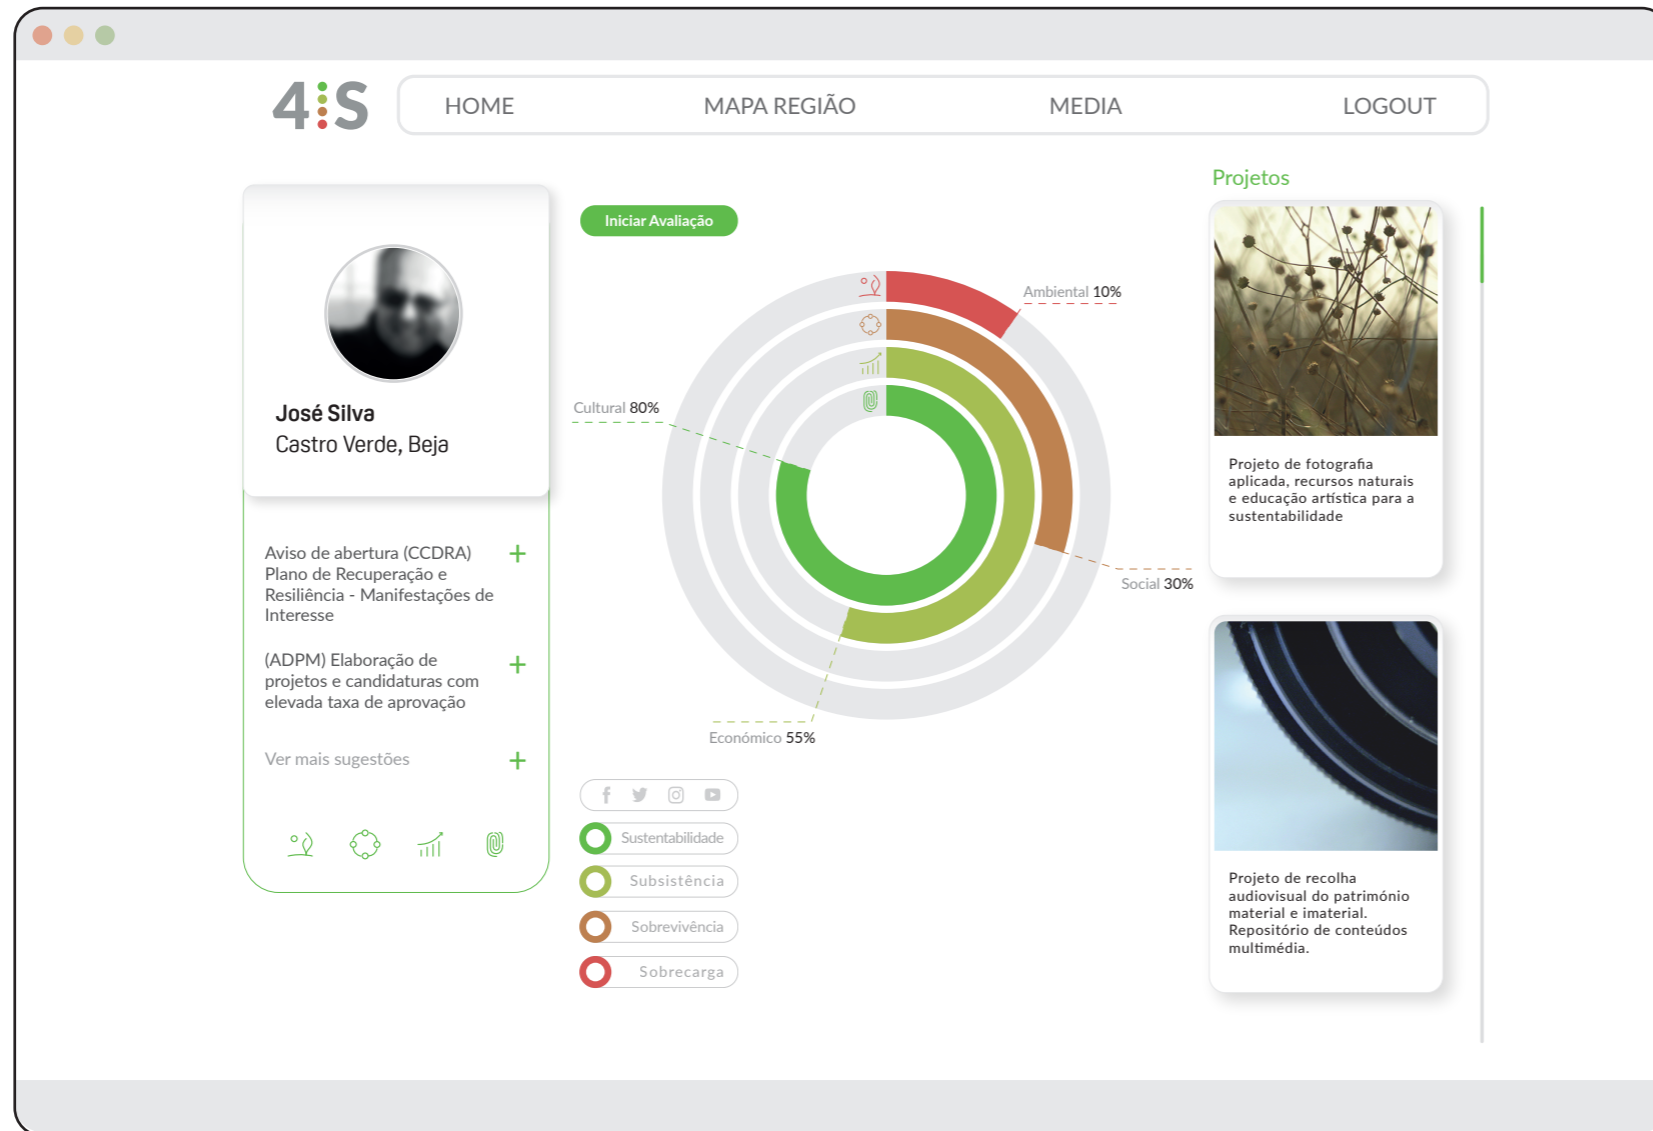 4S
HOME
MAPA REGIÃO
MEDIA
LOGOUT
José Silva
Castro Verde, Beja
Aviso de abertura (CCDRA)
Plano de Recuperação e
Resiliência - Manifestações de
Interesse
(ADPM) Elaboração de
projetos e candidaturas com
elevada taxa de aprovação
Ver mais sugestões
Iniciar Avaliação
Ambiental 10%
Cultural 80%
Social 30%
Económico 55%
Sustentabilidade
Subsistência
Sobrevivência
Sobrecarga
Projetos
Projeto de fotografia
aplicada, recursos naturais
e educação artística para a
sustentabilidade
Projeto de recolha
audiovisual do património
material e imaterial.
Repositório de conteúdos
multimédia.